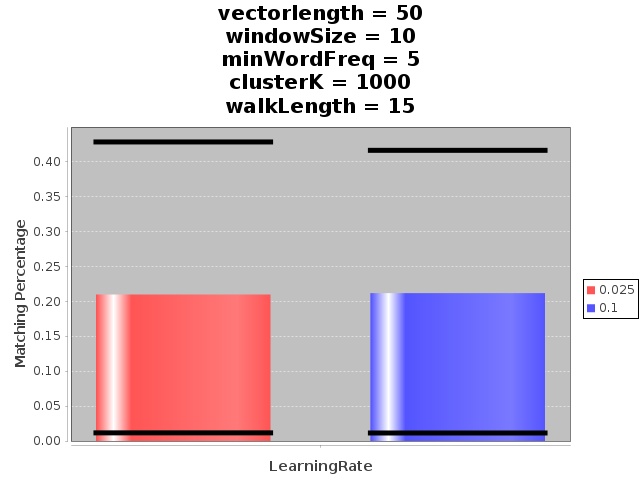 vectorlength = 50
windowSize = 10
minWordFreq = 5
clusterK = 1000
walkLength = 15
0.40
0.35
0.30
0.25
0.20
0.15
0.10
0.05
0.00
Matching Percentage
LearningRate
0.025
0.1